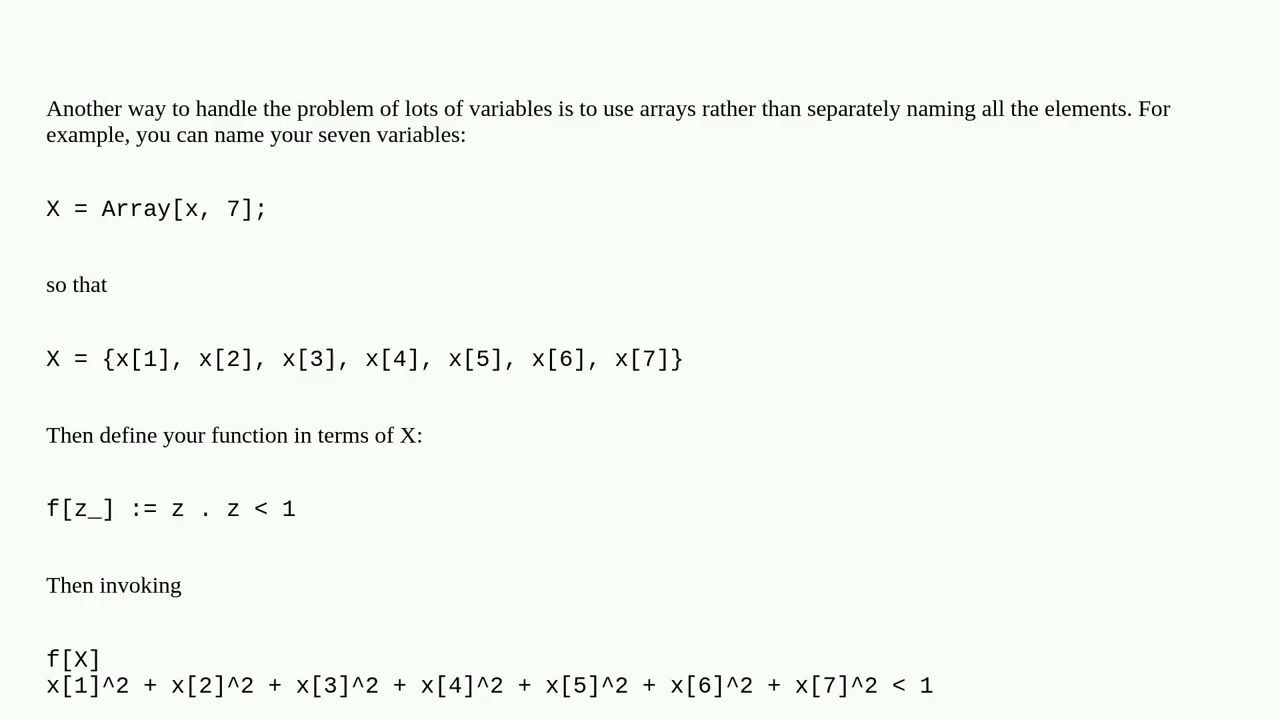 Another way to handle the problem of lots of variables is to use arrays rather than separately naming all the elements. For
example, you can name your seven variables:
X = Array[x, 7];
so that
X = {x[1], x[2], x[3], x[4], x[5], x[6], x[7]}
Then define your function in terms of X:
f[z_] := z . z < 1
Then invoking
f[X]
x[1]^2 + x[2]^2 + x[3]^2 + x[4]^2 + x[5]^2 + x[6]^2 + x[7]^2 < 1